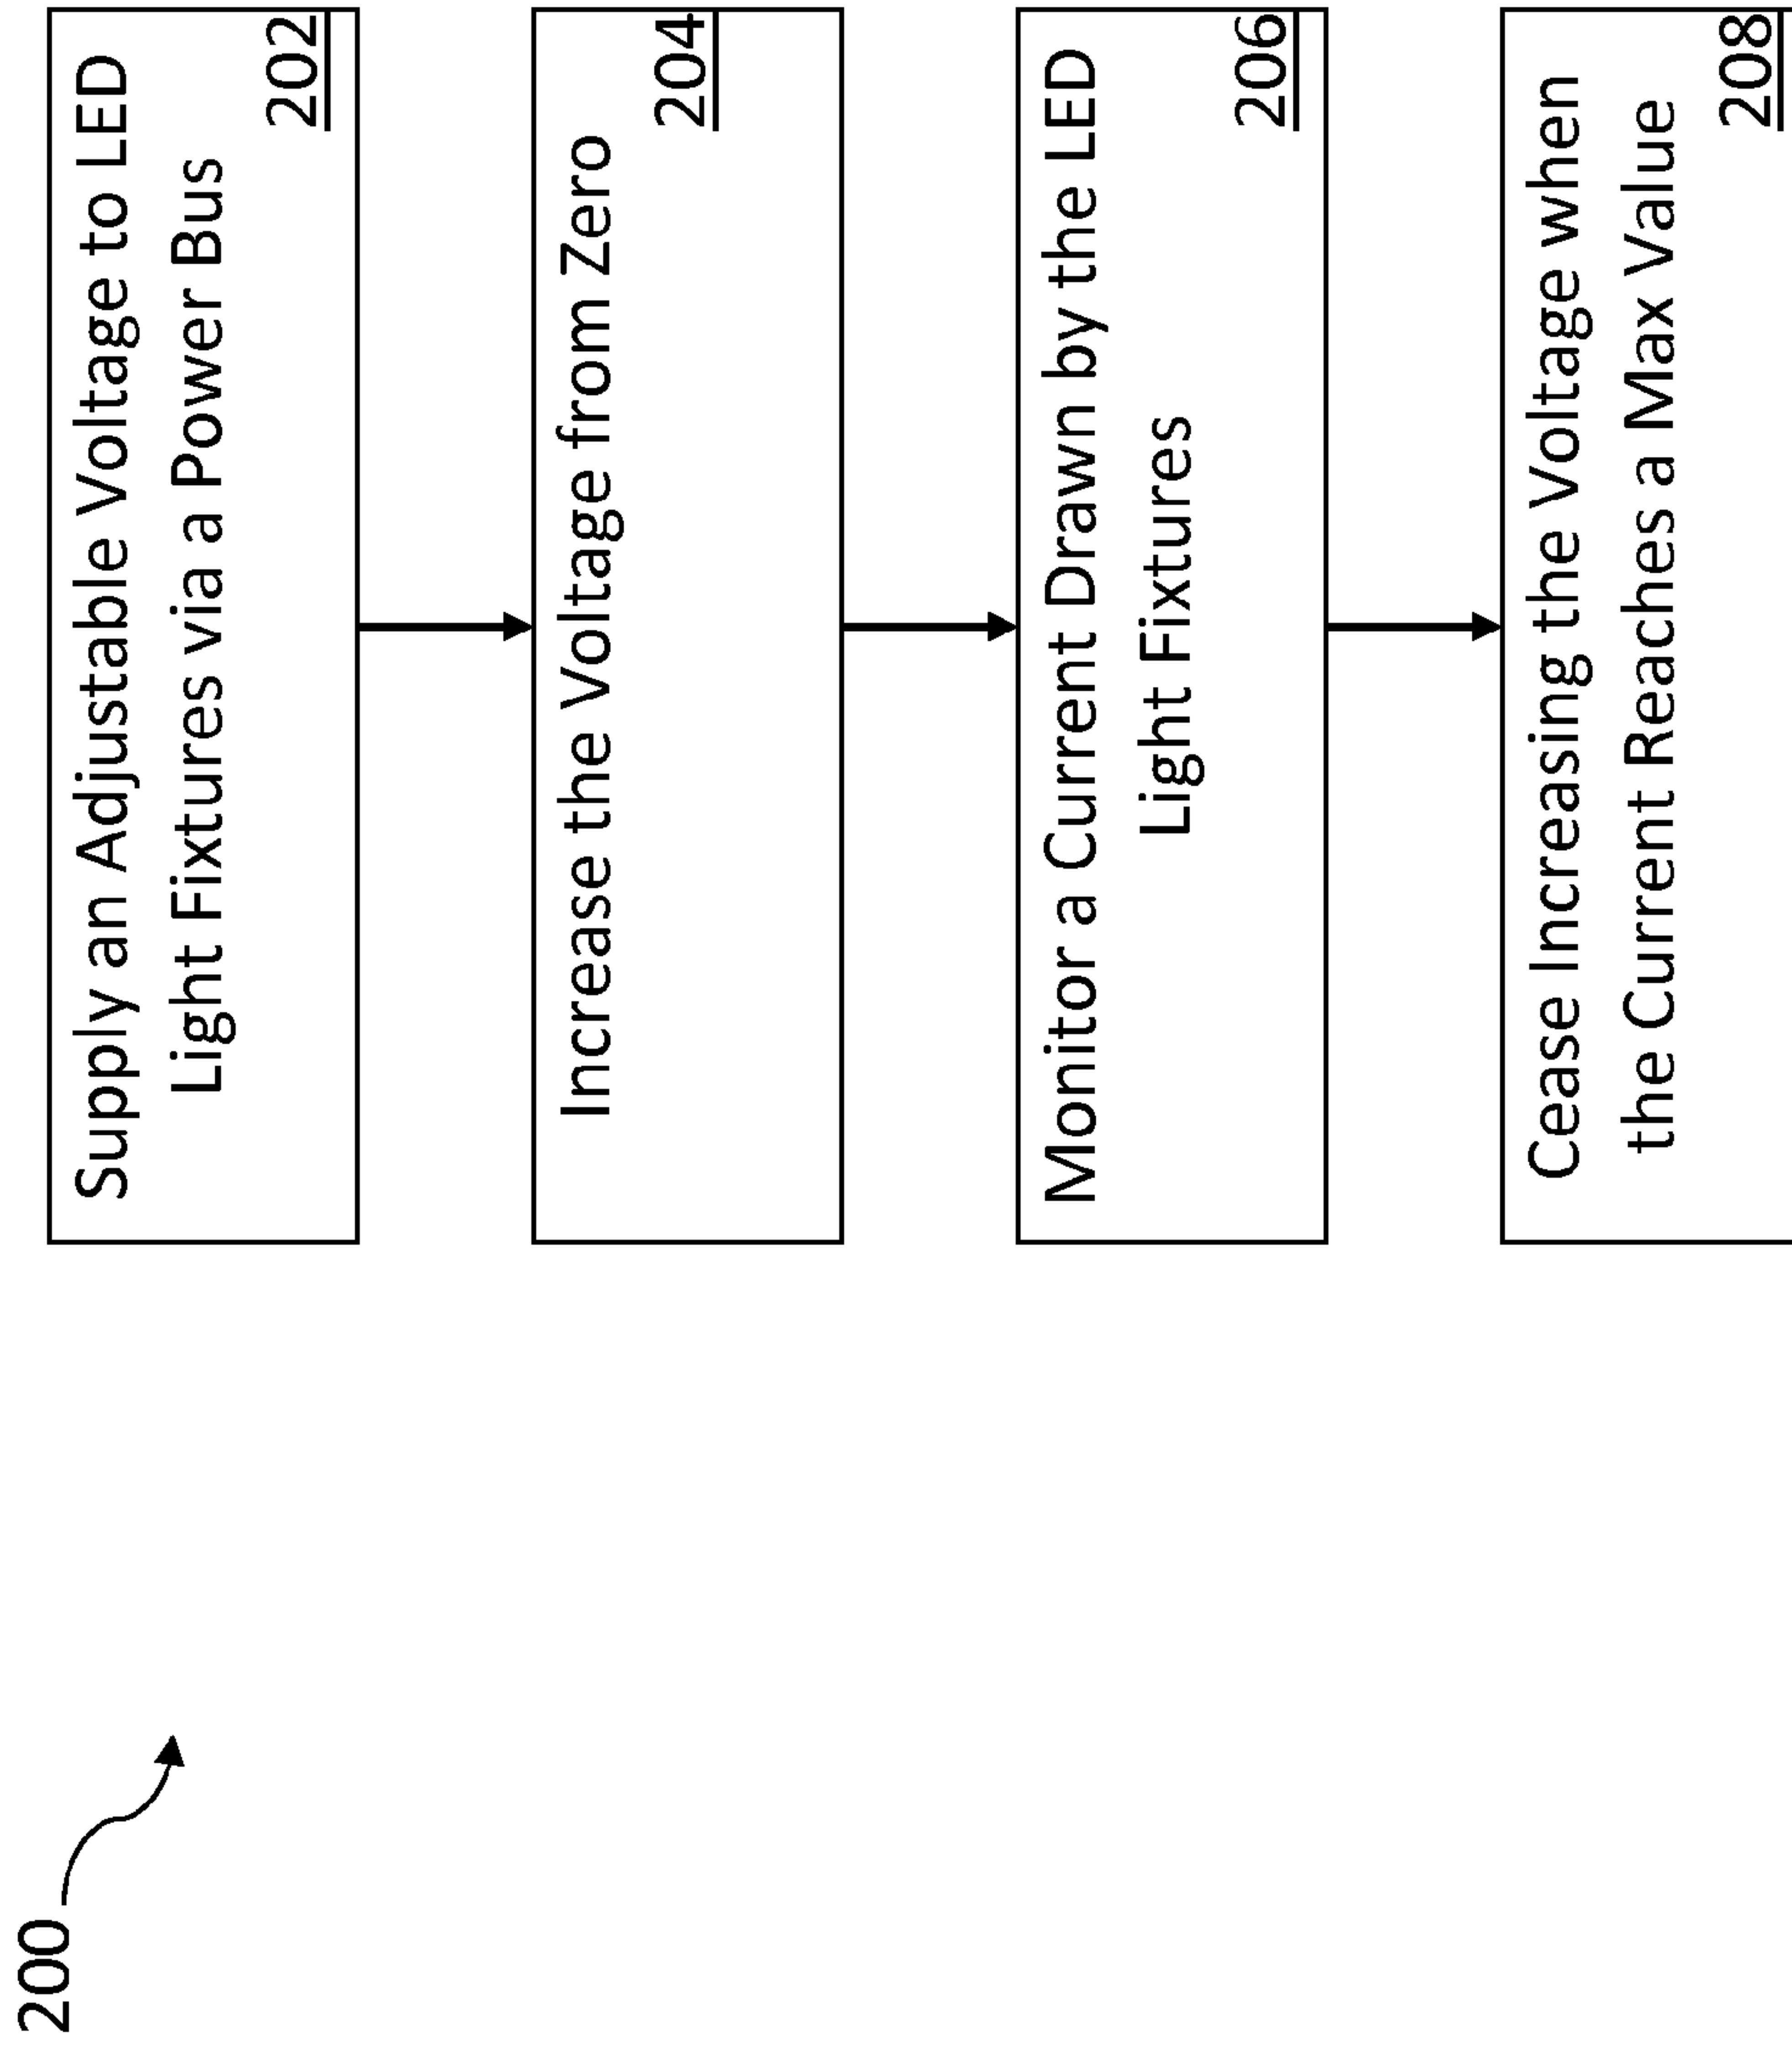 200
Supply an Adjustable Voltage to LED
Light Fixtures via a Power Bus
202
Increase the Voltage from Zero
204
Monitor a Current Drawn by the LED
Light Fixtures
206
Cease Increasing the Voltage when
the Current Reaches a Max Value
208